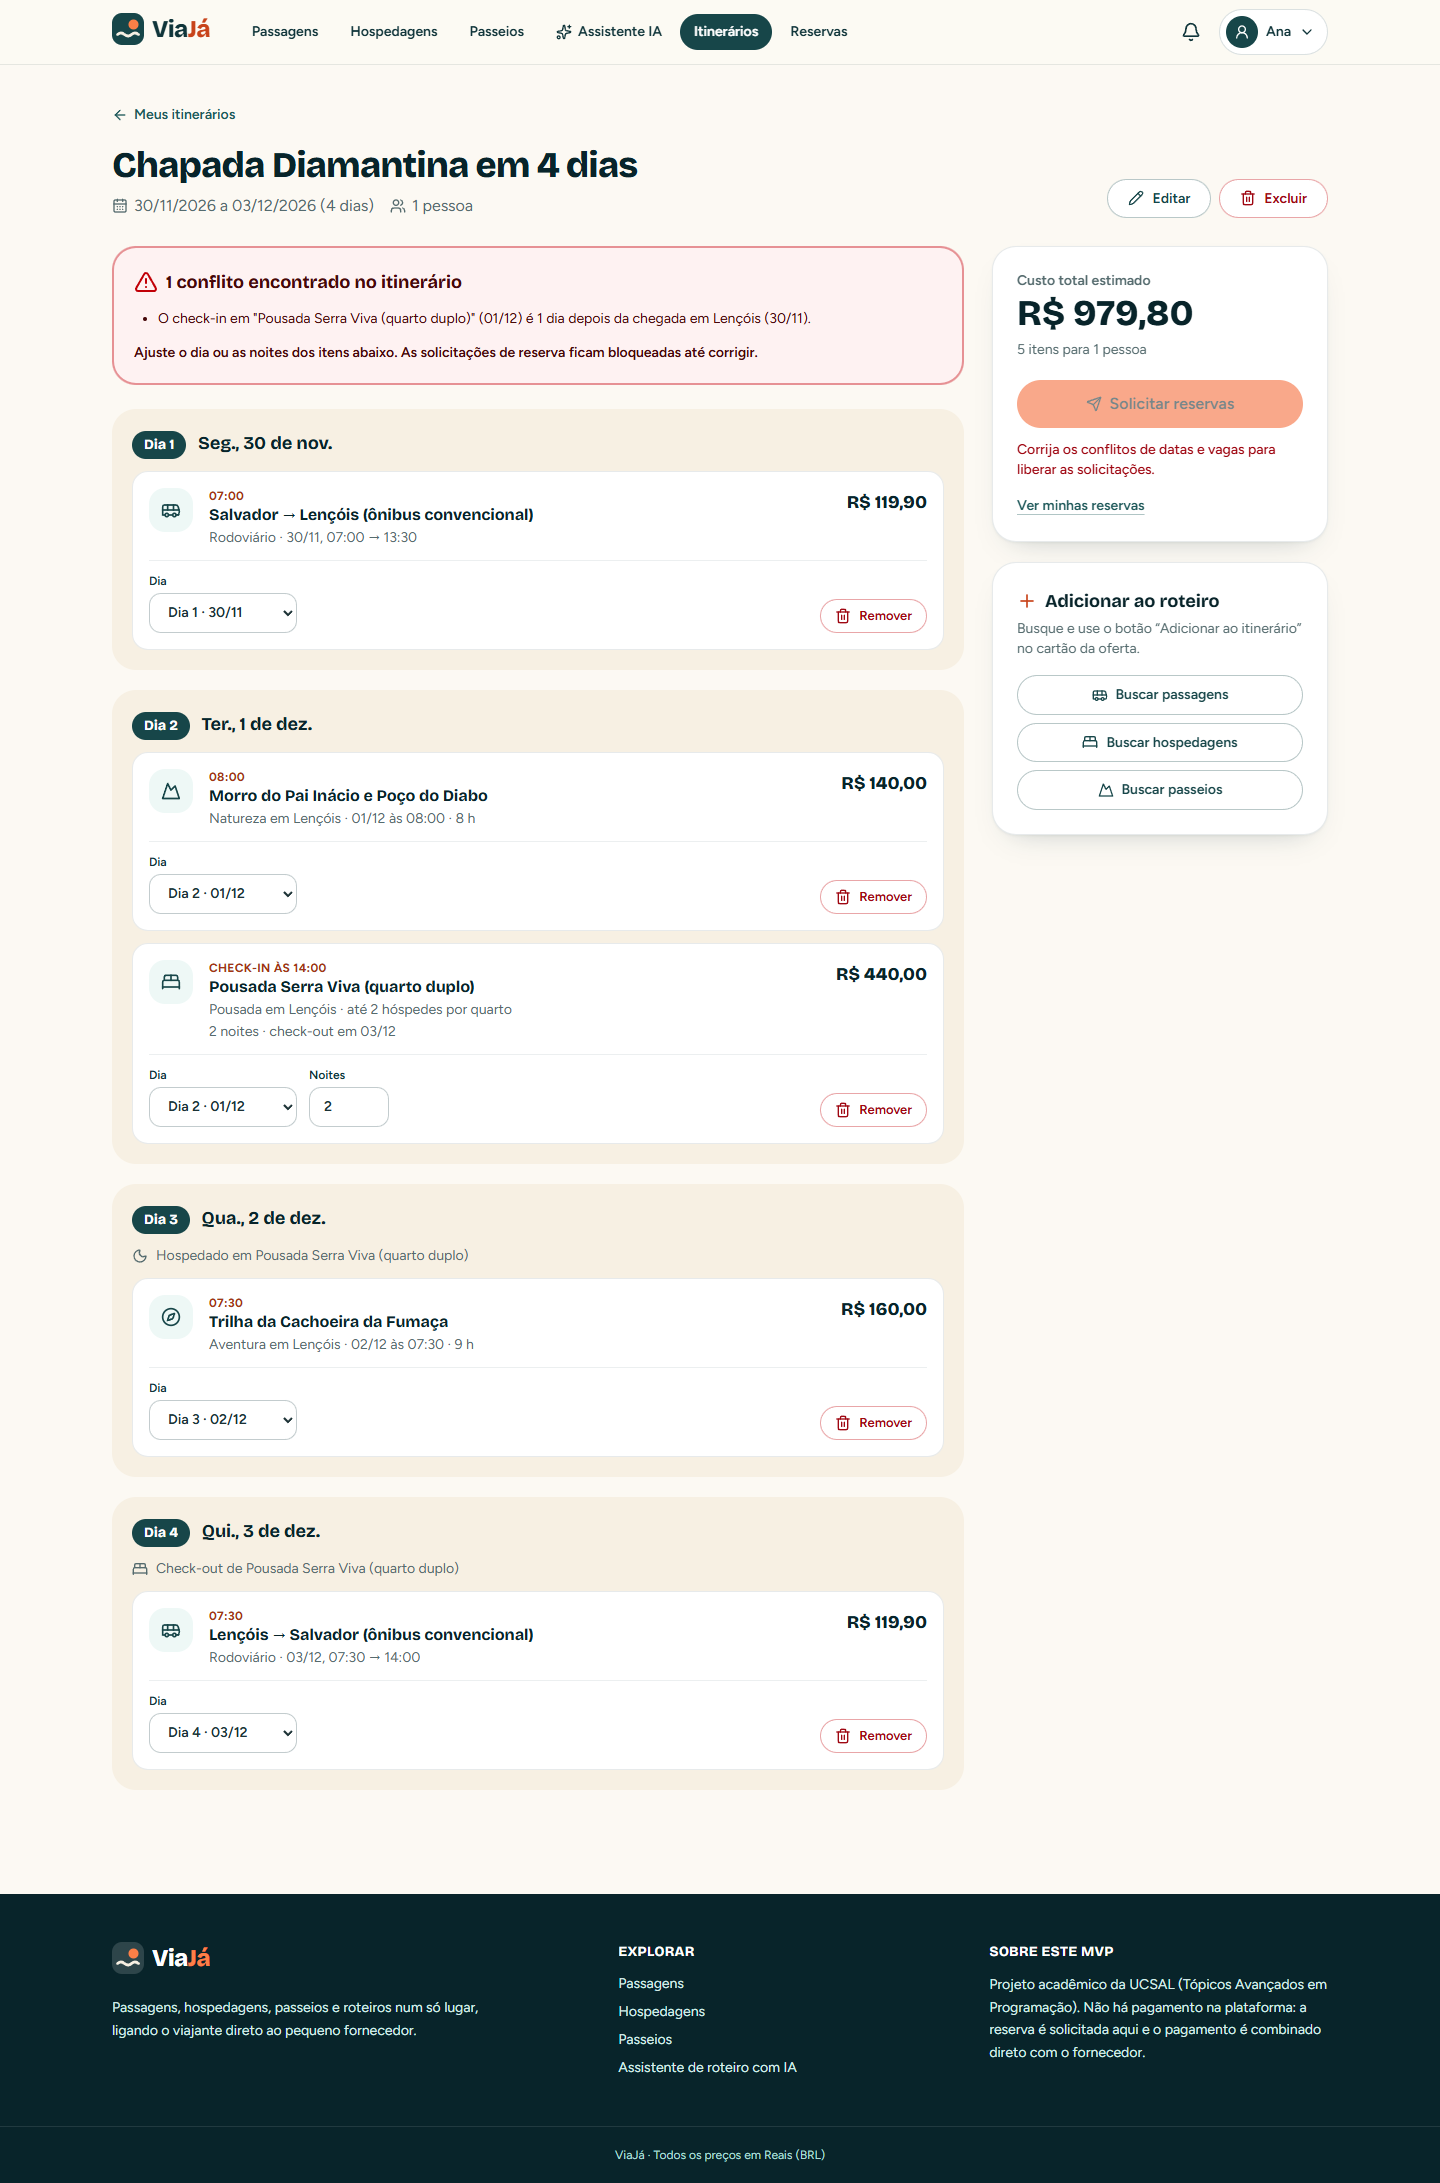 ViaJá
Passagens
Hospedagens
Passeios
Assistente IA
Itinerários
Reservas
Ana
Meus itinerários
Chapada Diamantina em 4 dias
30/11/2026 a 03/12/2026 (4 dias)
1 pessoa
Editar
Excluir
1 conflito encontrado no itinerário
O check-in em "Pousada Serra Viva (quarto duplo)" (01/12) é 1 dia depois da chegada em Lençóis (30/11).
Ajuste o dia ou as noites dos itens abaixo. As solicitações de reserva ficam bloqueadas até corrigir.
Custo total estimado
R$ 979,80
5 itens para 1 pessoa
Solicitar reservas
Corrija os conflitos de datas e vagas para
liberar as solicitações.
Ver minhas reservas
Adicionar ao roteiro
Busque e use o botão “Adicionar ao itinerário”
no cartão da oferta.
Buscar passagens
Buscar hospedagens
Buscar passeios
Dia 1
Seg., 30 de nov.
07:00
Salvador → Lençóis (ônibus convencional)
Rodoviário · 30/11, 07:00 → 13:30
R$ 119,90
Dia
Dia 1 · 30/11
Remover
Dia 2
Ter., 1 de dez.
08:00
Morro do Pai Inácio e Poço do Diabo
Natureza em Lençóis · 01/12 às 08:00 · 8 h
R$ 140,00
Dia
Dia 2 · 01/12
Remover
CHECK-IN ÀS 14:00
Pousada Serra Viva (quarto duplo)
Pousada em Lençóis · até 2 hóspedes por quarto
2 noites · check-out em 03/12
R$ 440,00
Dia
Noites
Dia 2 · 01/12
2
Remover
Dia 3
Qua., 2 de dez.
Hospedado em Pousada Serra Viva (quarto duplo)
07:30
Trilha da Cachoeira da Fumaça
Aventura em Lençóis · 02/12 às 07:30 · 9 h
R$ 160,00
Dia
Dia 3 · 02/12
Remover
Dia 4
Qui., 3 de dez.
Check-out de Pousada Serra Viva (quarto duplo)
07:30
Lençóis → Salvador (ônibus convencional)
Rodoviário · 03/12, 07:30 → 14:00
R$ 119,90
Dia
Dia 4 · 03/12
Remover
ViaJá
Passagens, hospedagens, passeios e roteiros num só lugar,
ligando o viajante direto ao pequeno fornecedor.
EXPLORAR
Passagens
Hospedagens
Passeios
Assistente de roteiro com IA
SOBRE ESTE MVP
Projeto acadêmico da UCSAL (Tópicos Avançados em
Programação). Não há pagamento na plataforma: a
reserva é solicitada aqui e o pagamento é combinado
direto com o fornecedor.
ViaJá · Todos os preços em Reais (BRL)